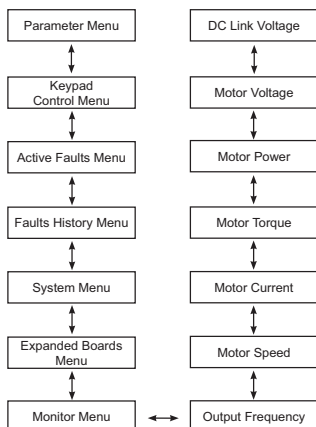 Parameter Menu
Keypad
Control Menu
Active Faults Menu
Faults History Menu
System Menu
Expanded Boards
Menu
Monitor Menu
DC Link Voltage
Motor Voltage
Motor Power
Motor Torque
Motor Current
Motor Speed
Output Frequency